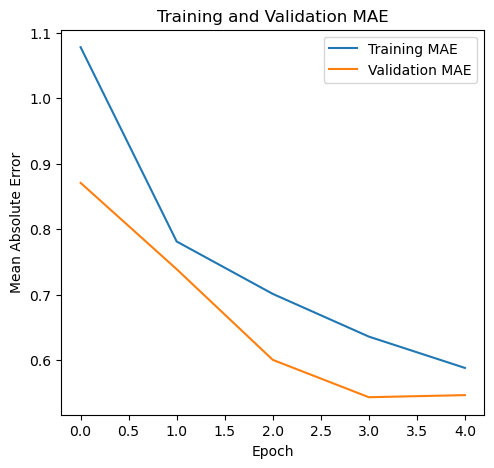 Training and Validation MAE
Training MAE
Validation MAE
Mean Absolute Error
1.1
1.0
0.9
0.8
0.7
0.6
0.0 0.5 1.0 1.5 2.0 2.5 3.0 3.5 4.0
Epoch